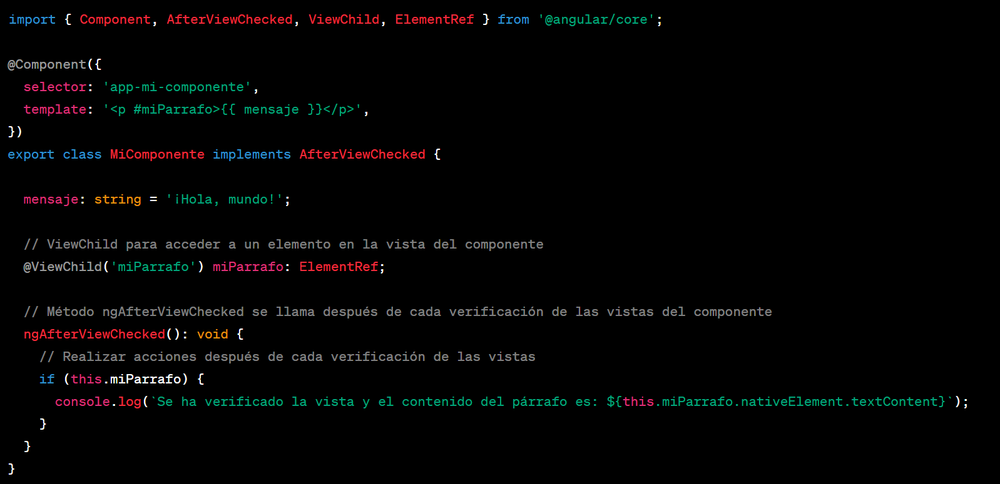 import { Component, AfterViewChecked, ViewChild, ElementRef } from '@angular/core';
@Component({
  selector: 'app-mi-componente',
  template: '<p #miParrafo>{{ mensaje }}</p>',
})
export class MiComponente implements AfterViewChecked {
  mensaje: string = '¡Hola, mundo!';
  // ViewChild para acceder a un elemento en la vista del componente
  @ViewChild('miParrafo') miParrafo: ElementRef;
  // Método ngAfterViewChecked se llama después de cada verificación de las vistas del componente
  ngAfterViewChecked(): void {
    // Realizar acciones después de cada verificación de las vistas
    if (this.miParrafo) {
      console.log(`Se ha verificado la vista y el contenido del párrafo es: ${this.miParrafo.nativeElement.textContent}`);
    }
  }
}